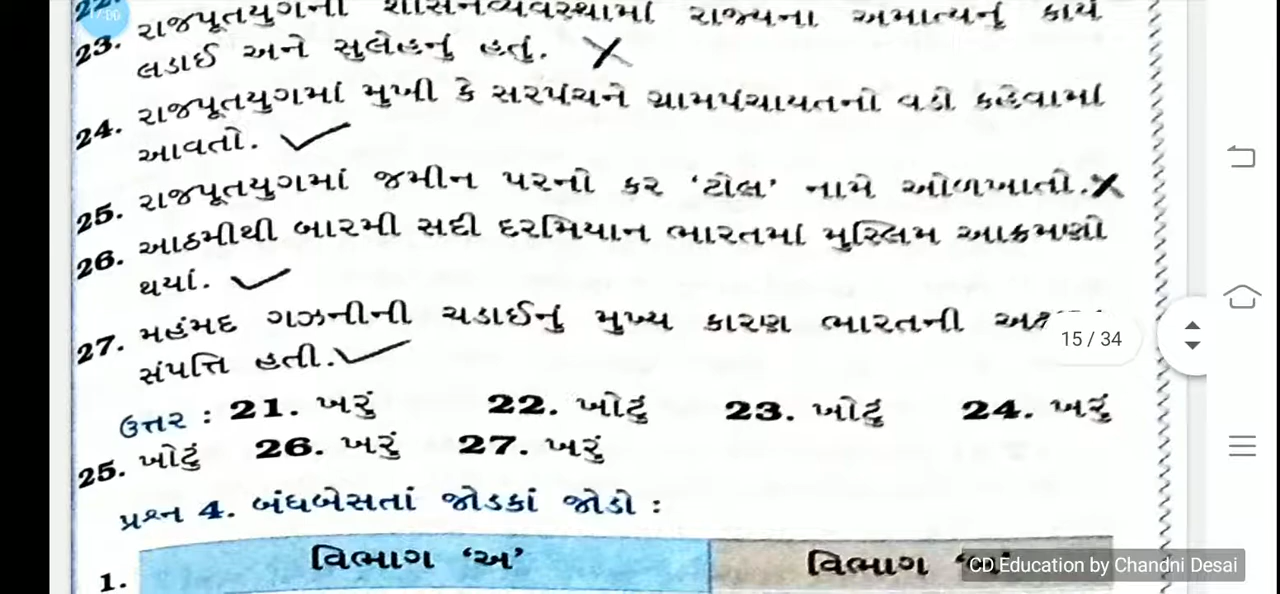 22.
17:00
23. રાજપૂતયુગની શાસનવ્યવસ્થામાં રાજ્યના અમાત્યનું કાર્ય
લડાઈ અને સુલેહનું હતું. X
24. રાજપૂતયુગમાં મુખી કે સરપંચને ગ્રામપંચાયતનો વડો કહેવામાં
આવતો. ✓
25. રાજપૂતયુગમાં જમીન પરનો કર ‘ટોલ’ નામે ઓળખાતો. X
26. આઠમીથી બારમી સદી દરમિયાન ભારતમાં મુસ્લિમ આક્રમણો
થયાં. ✓
27. મહંમદ ગઝનીની ચડાઈનું મુખ્ય કારણ ભારતની
સંપત્તિ હતી. ✓
15 / 34
ઉત્તર : 21. ખરું 22. ખોટું 23. ખોટું 24. ખરું
25. ખોટું 26. ખરું 27. ખરું
પ્રશ્ન 4. બંધબેસતાં જોડકાં જોડો :
1. વિભાગ ‘અ’ વિભાગ
CD Education by Chandni Desai